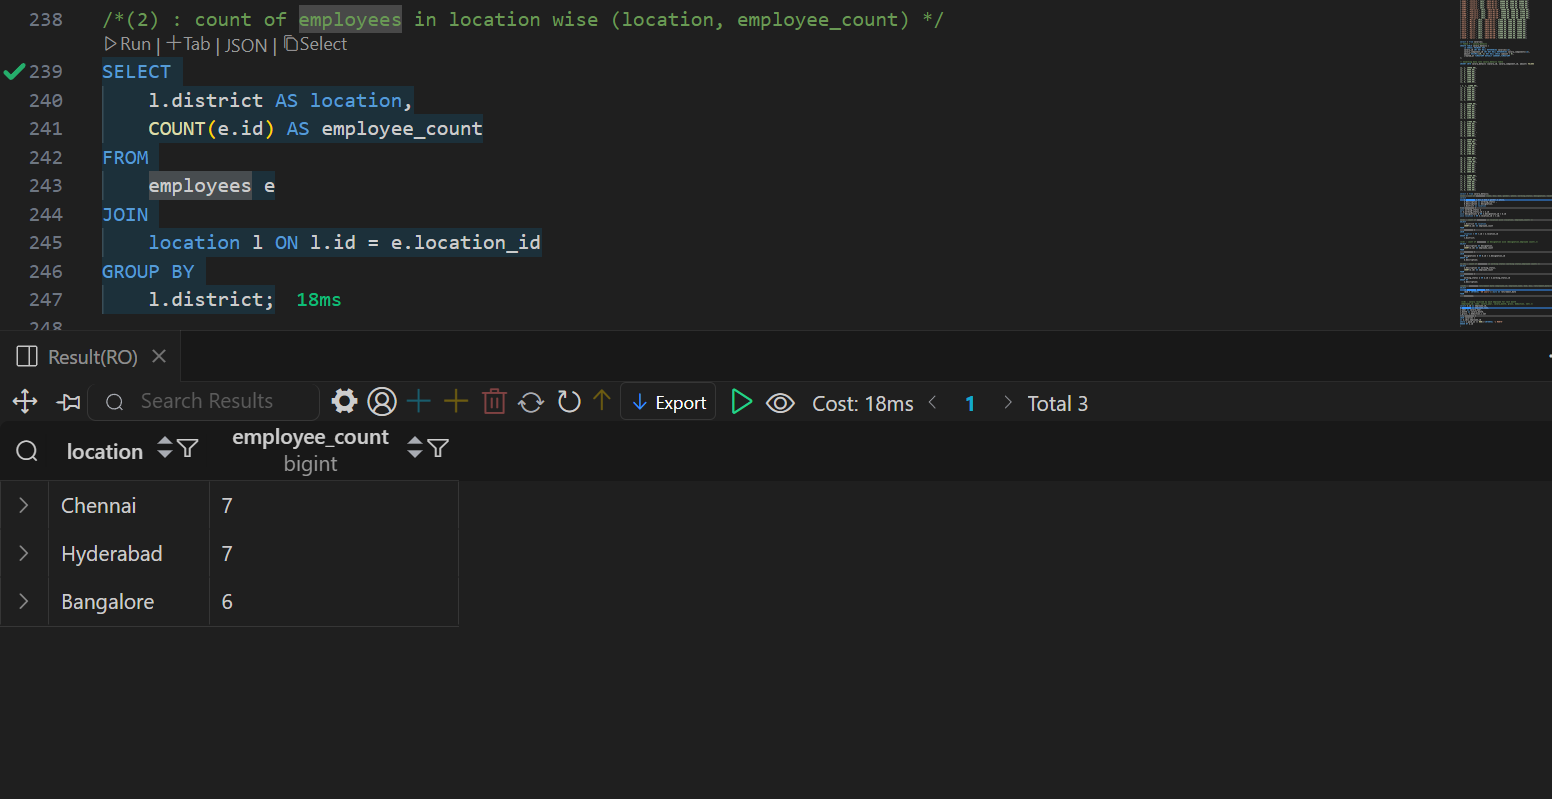 238 /*(2) : count of employees in location wise (location, employee_count) */
Run | +Tab | JSON | Select
239 SELECT
240 l.district AS location,
241 COUNT(e.id) AS employee_count
242 FROM
243 employees e
244 JOIN
245 location l ON l.id = e.location_id
246 GROUP BY
247 l.district; 18ms
248
Result(RO)
Search Results Export Cost: 18ms 1 Total 3
location employee_count
bigint
Chennai 7
Hyderabad 7
Bangalore 6